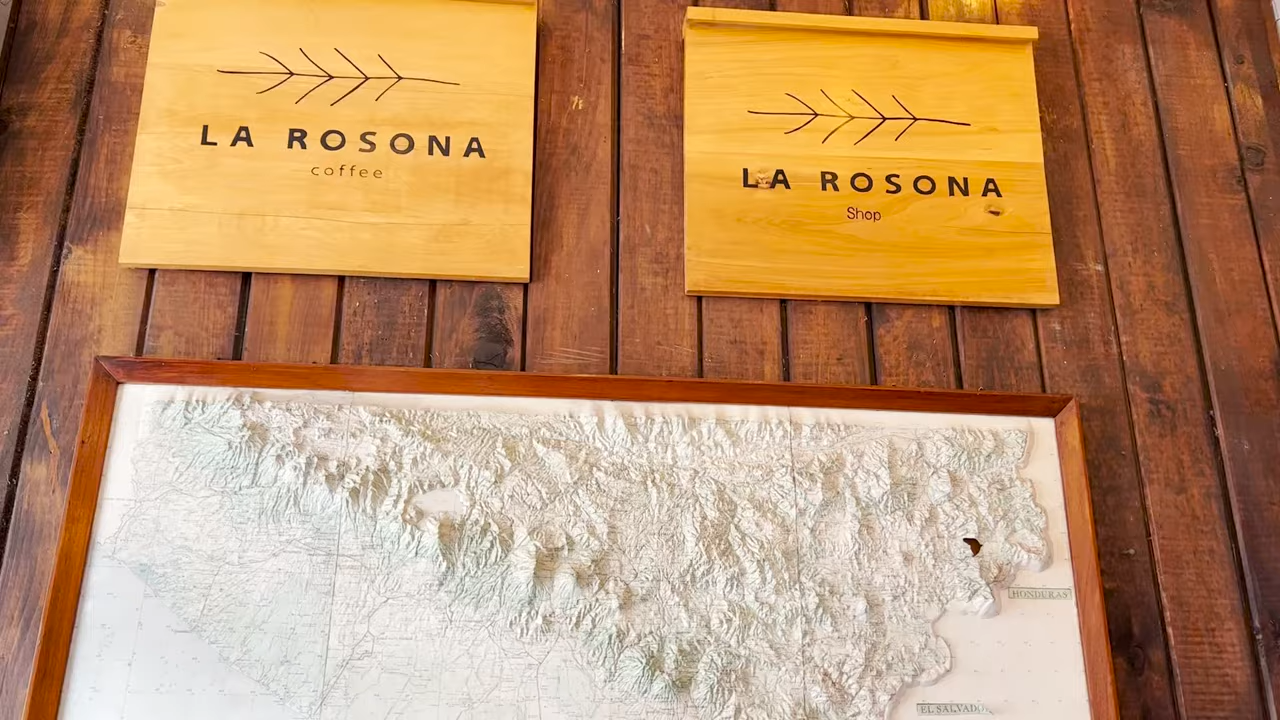 LA ROSONA
coffee
LA ROSONA
Shop
HONDURAS
EL SALVADOR